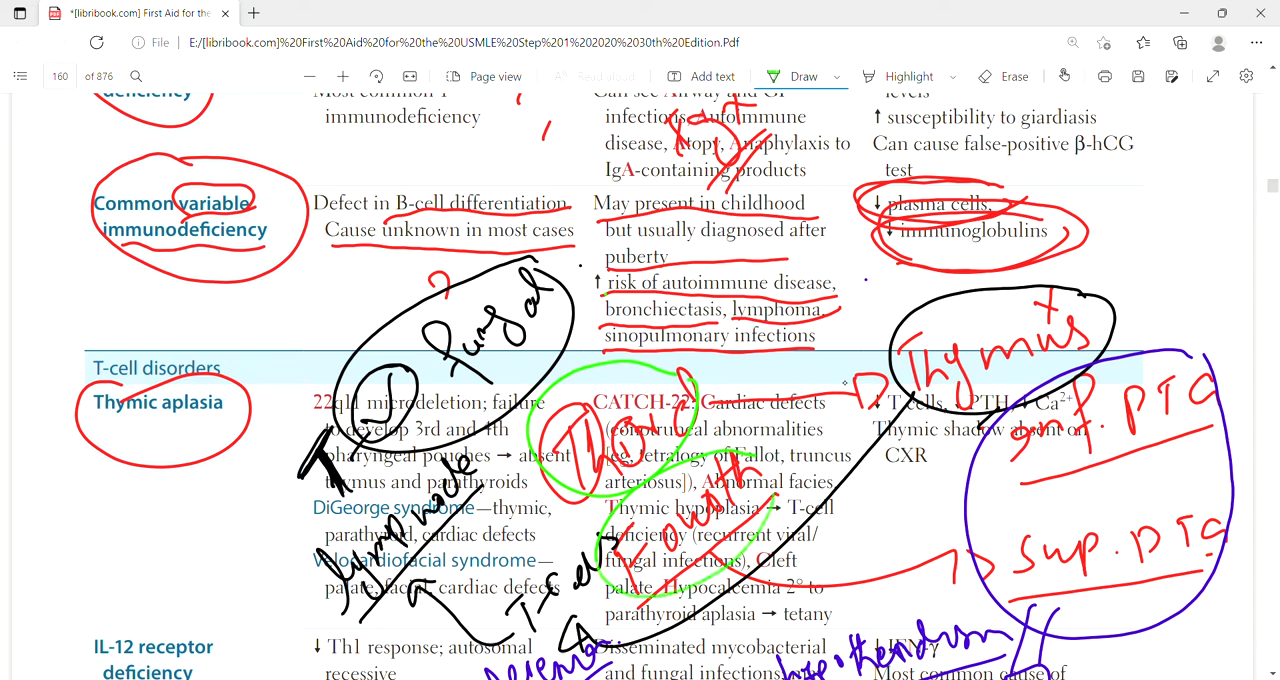 *[libribook.com] First Aid for the
File E:/[libribook.com]%20First%20Aid%20for%20the%20USMLE%20Step%201%202020%2030th%20Edition.Pdf
160 of 876 Page view Read aloud Add text Draw Highlight Erase
deficiency
immunodeficiency
infections, Autoimmune
disease, Atopy, Anaphylaxis to
IgA-containing products
levels
↑ susceptibility to giardiasis
Can cause false-positive β-hCG
test
Common variable
immunodeficiency
Defect in B-cell differentiation
Cause unknown in most cases
May present in childhood
but usually diagnosed after
puberty
↑ risk of autoimmune disease,
bronchiectasis, lymphoma,
sinopulmonary infections
↓ plasma cells,
↓ immunoglobulins
T-cell disorders
Thymic aplasia
22q11 microdeletion; failure
to develop 3rd and 4th
pharyngeal pouches → absent
thymus and parathyroids
DiGeorge syndrome—thymic,
parathyroid, cardiac defects
Velocardiofacial syndrome—
palate, facial, cardiac defects
CATCH-22: Cardiac defects
(conotruncal abnormalities
[eg, tetralogy of Fallot, truncus
arteriosus]), Abnormal facies,
Thymic hypoplasia → T-cell
deficiency (recurrent viral/
fungal infections), Cleft
palate, Hypocalcemia 2° to
parathyroid aplasia → tetany
↓ T cells, ↓ PTH, ↓ Ca2+
Thymic shadow absent on
CXR
IL-12 receptor
deficiency
↓ Th1 response; autosomal
recessive
Disseminated mycobacterial
and fungal infections
↓ IFN-γ
Most common cause of
?
V fungal
Third
Thymus
inf. PTG
Fourth
sup. PTG
lymphnode
T-cells